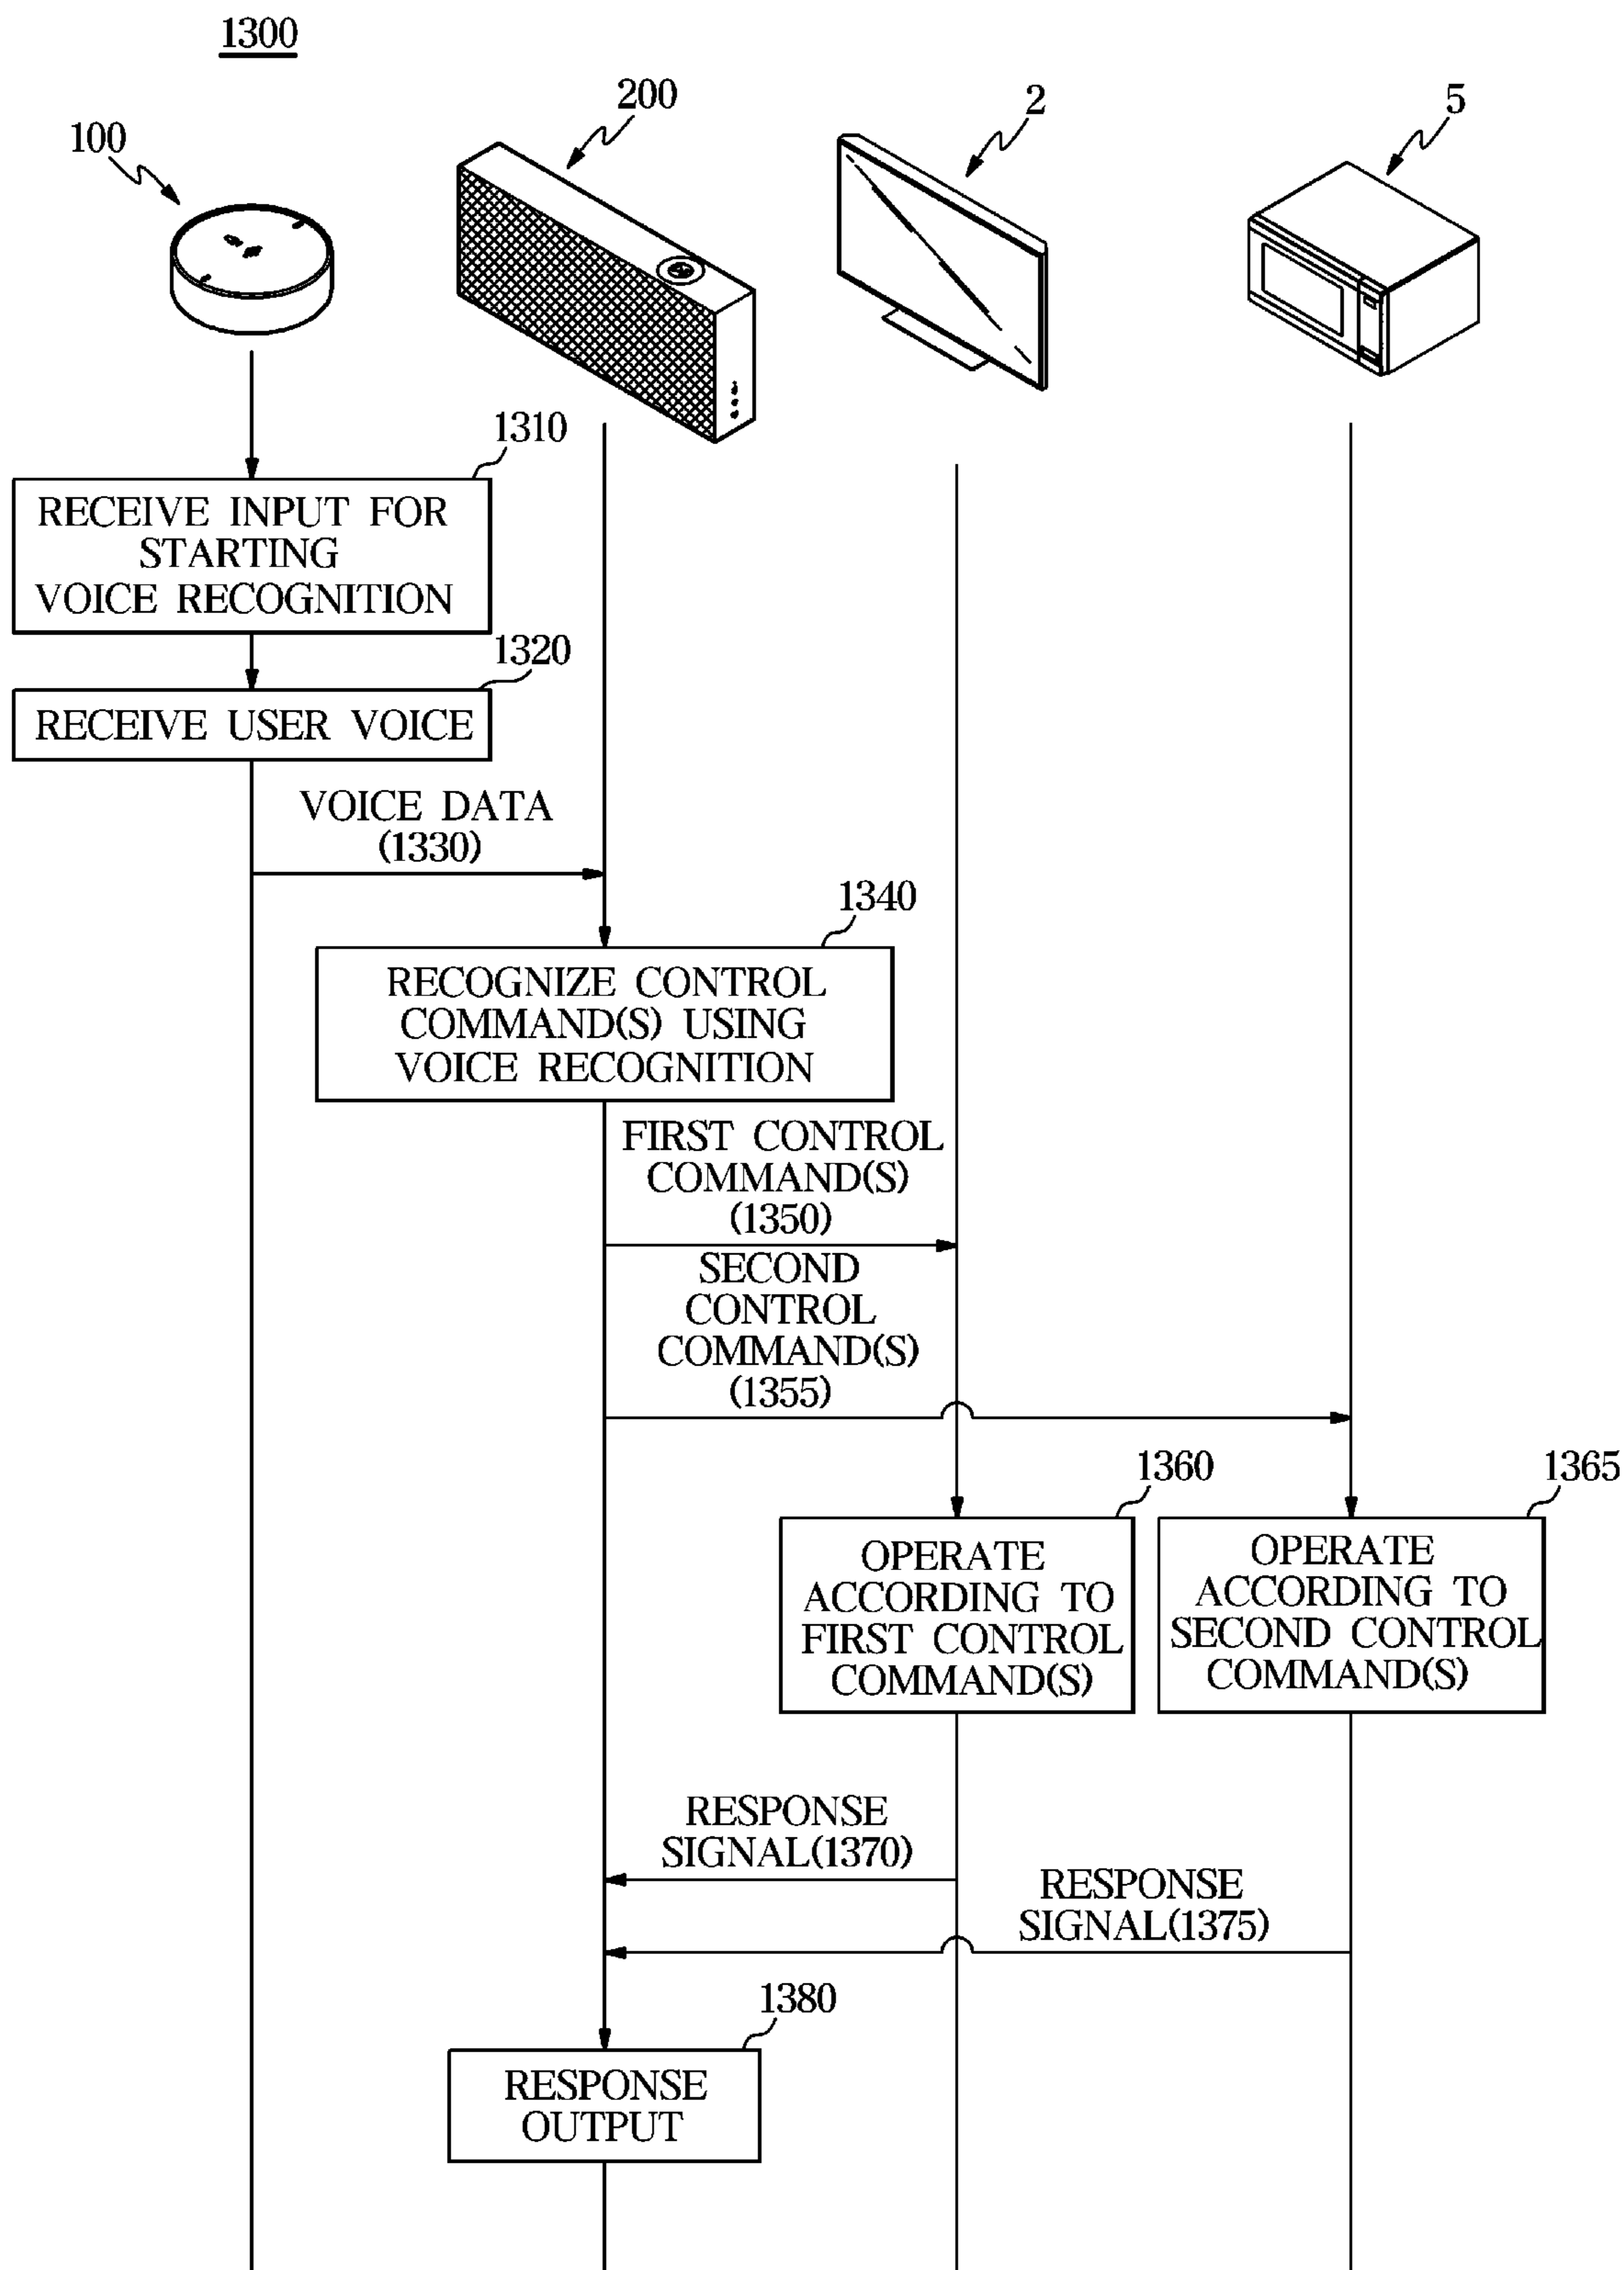 1300
100
200
2
5
1310
RECEIVE INPUT FOR
STARTING
VOICE RECOGNITION
1320
RECEIVE USER VOICE
VOICE DATA
(1330)
1340
RECOGNIZE CONTROL
COMMAND(S) USING
VOICE RECOGNITION
FIRST CONTROL
COMMAND(S)
(1350)
SECOND
CONTROL
COMMAND(S)
(1355)
1360
OPERATE
ACCORDING TO
FIRST CONTROL
COMMAND(S)
1365
OPERATE
ACCORDING TO
SECOND CONTROL
COMMAND(S)
RESPONSE
SIGNAL(1370)
RESPONSE
SIGNAL(1375)
1380
RESPONSE
OUTPUT